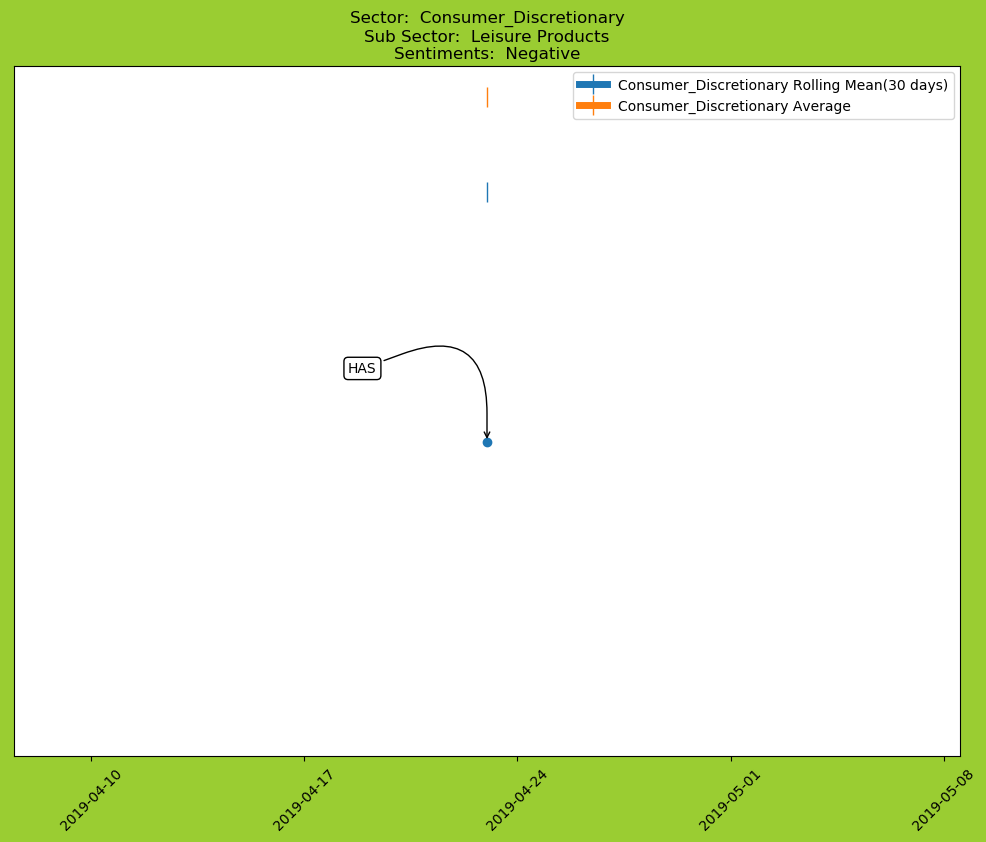 Sector:  Consumer_Discretionary
Sub Sector:  Leisure Products
Sentiments:  Negative
Consumer_Discretionary Rolling Mean(30 days)
Consumer_Discretionary Average
HAS
2019-04-10
2019-04-17
2019-04-24
2019-05-01
2019-05-08